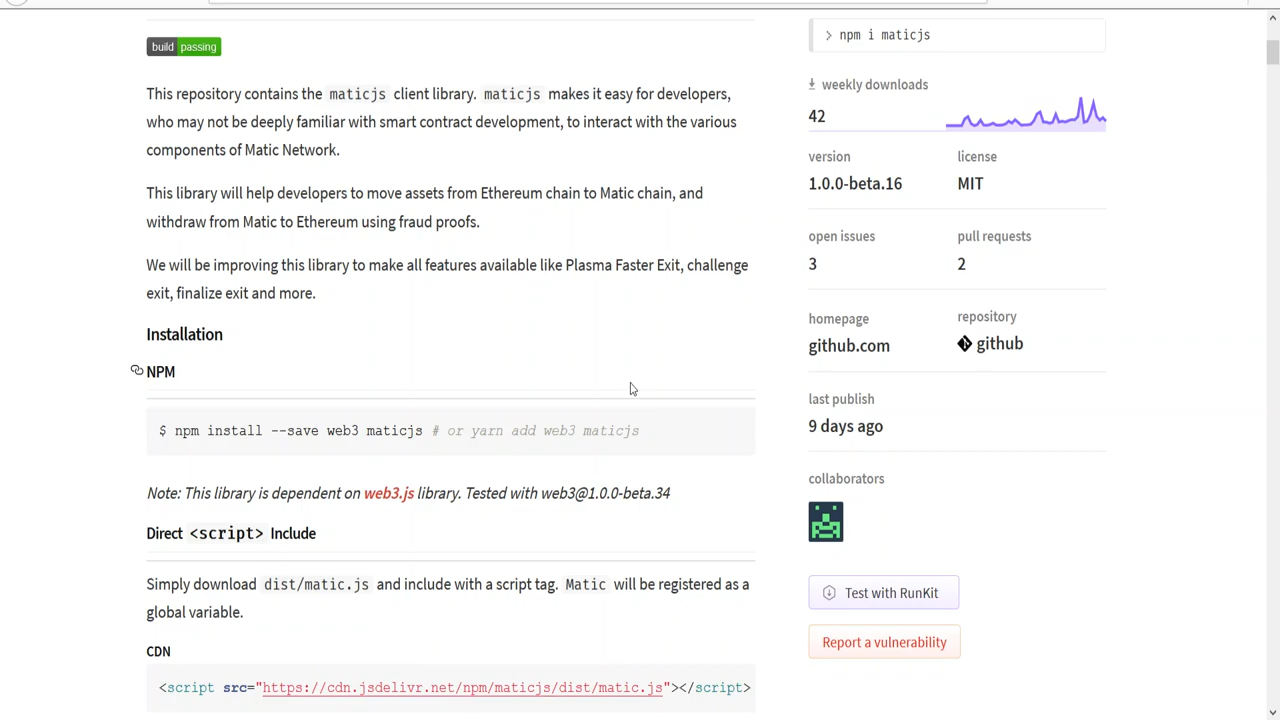 build passing
This repository contains the maticjs client library. maticjs makes it easy for developers,
who may not be deeply familiar with smart contract development, to interact with the various
components of Matic Network.
This library will help developers to move assets from Ethereum chain to Matic chain, and
withdraw from Matic to Ethereum using fraud proofs.
We will be improving this library to make all features available like Plasma Faster Exit, challenge
exit, finalize exit and more.
Installation
NPM
$ npm install --save web3 maticjs # or yarn add web3 maticjs
Note: This library is dependent on web3.js library. Tested with web3@1.0.0-beta.34
Direct <script> Include
Simply download dist/matic.js and include with a script tag. Matic will be registered as a
global variable.
CDN
<script src="https://cdn.jsdelivr.net/npm/maticjs/dist/matic.js"></script>
> npm i maticjs
weekly downloads
42
version license
1.0.0-beta.16 MIT
open issues pull requests
3 2
homepage repository
github.com github
last publish
9 days ago
collaborators
Test with RunKit
Report a vulnerability